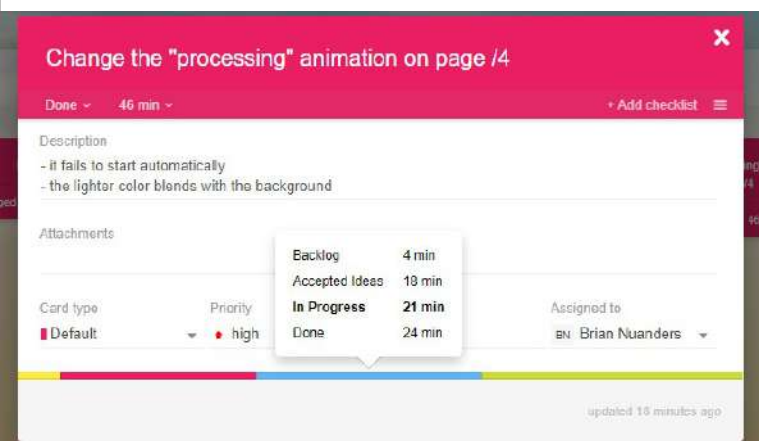 Change the "processing" animation on page /4
Done
46 min
+ Add checklist
Description
- it fails to start automatically
- the lighter color blends with the background
Attachments
Backlog 4 min
Accepted Ideas 18 min
In Progress 21 min
Done 24 min
Card type
Priority
Assigned to
Default
high
BN Brian Nuanders
updated 18 minutes ago